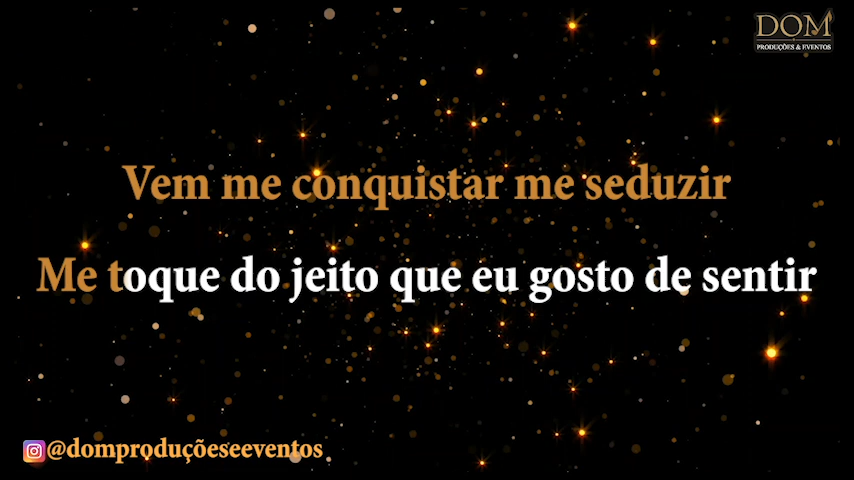 DOM
PRODUÇÕES & EVENTOS
Vem me conquistar me seduzir
Me toque do jeito que eu gosto de sentir
@domproduçõeseeventos